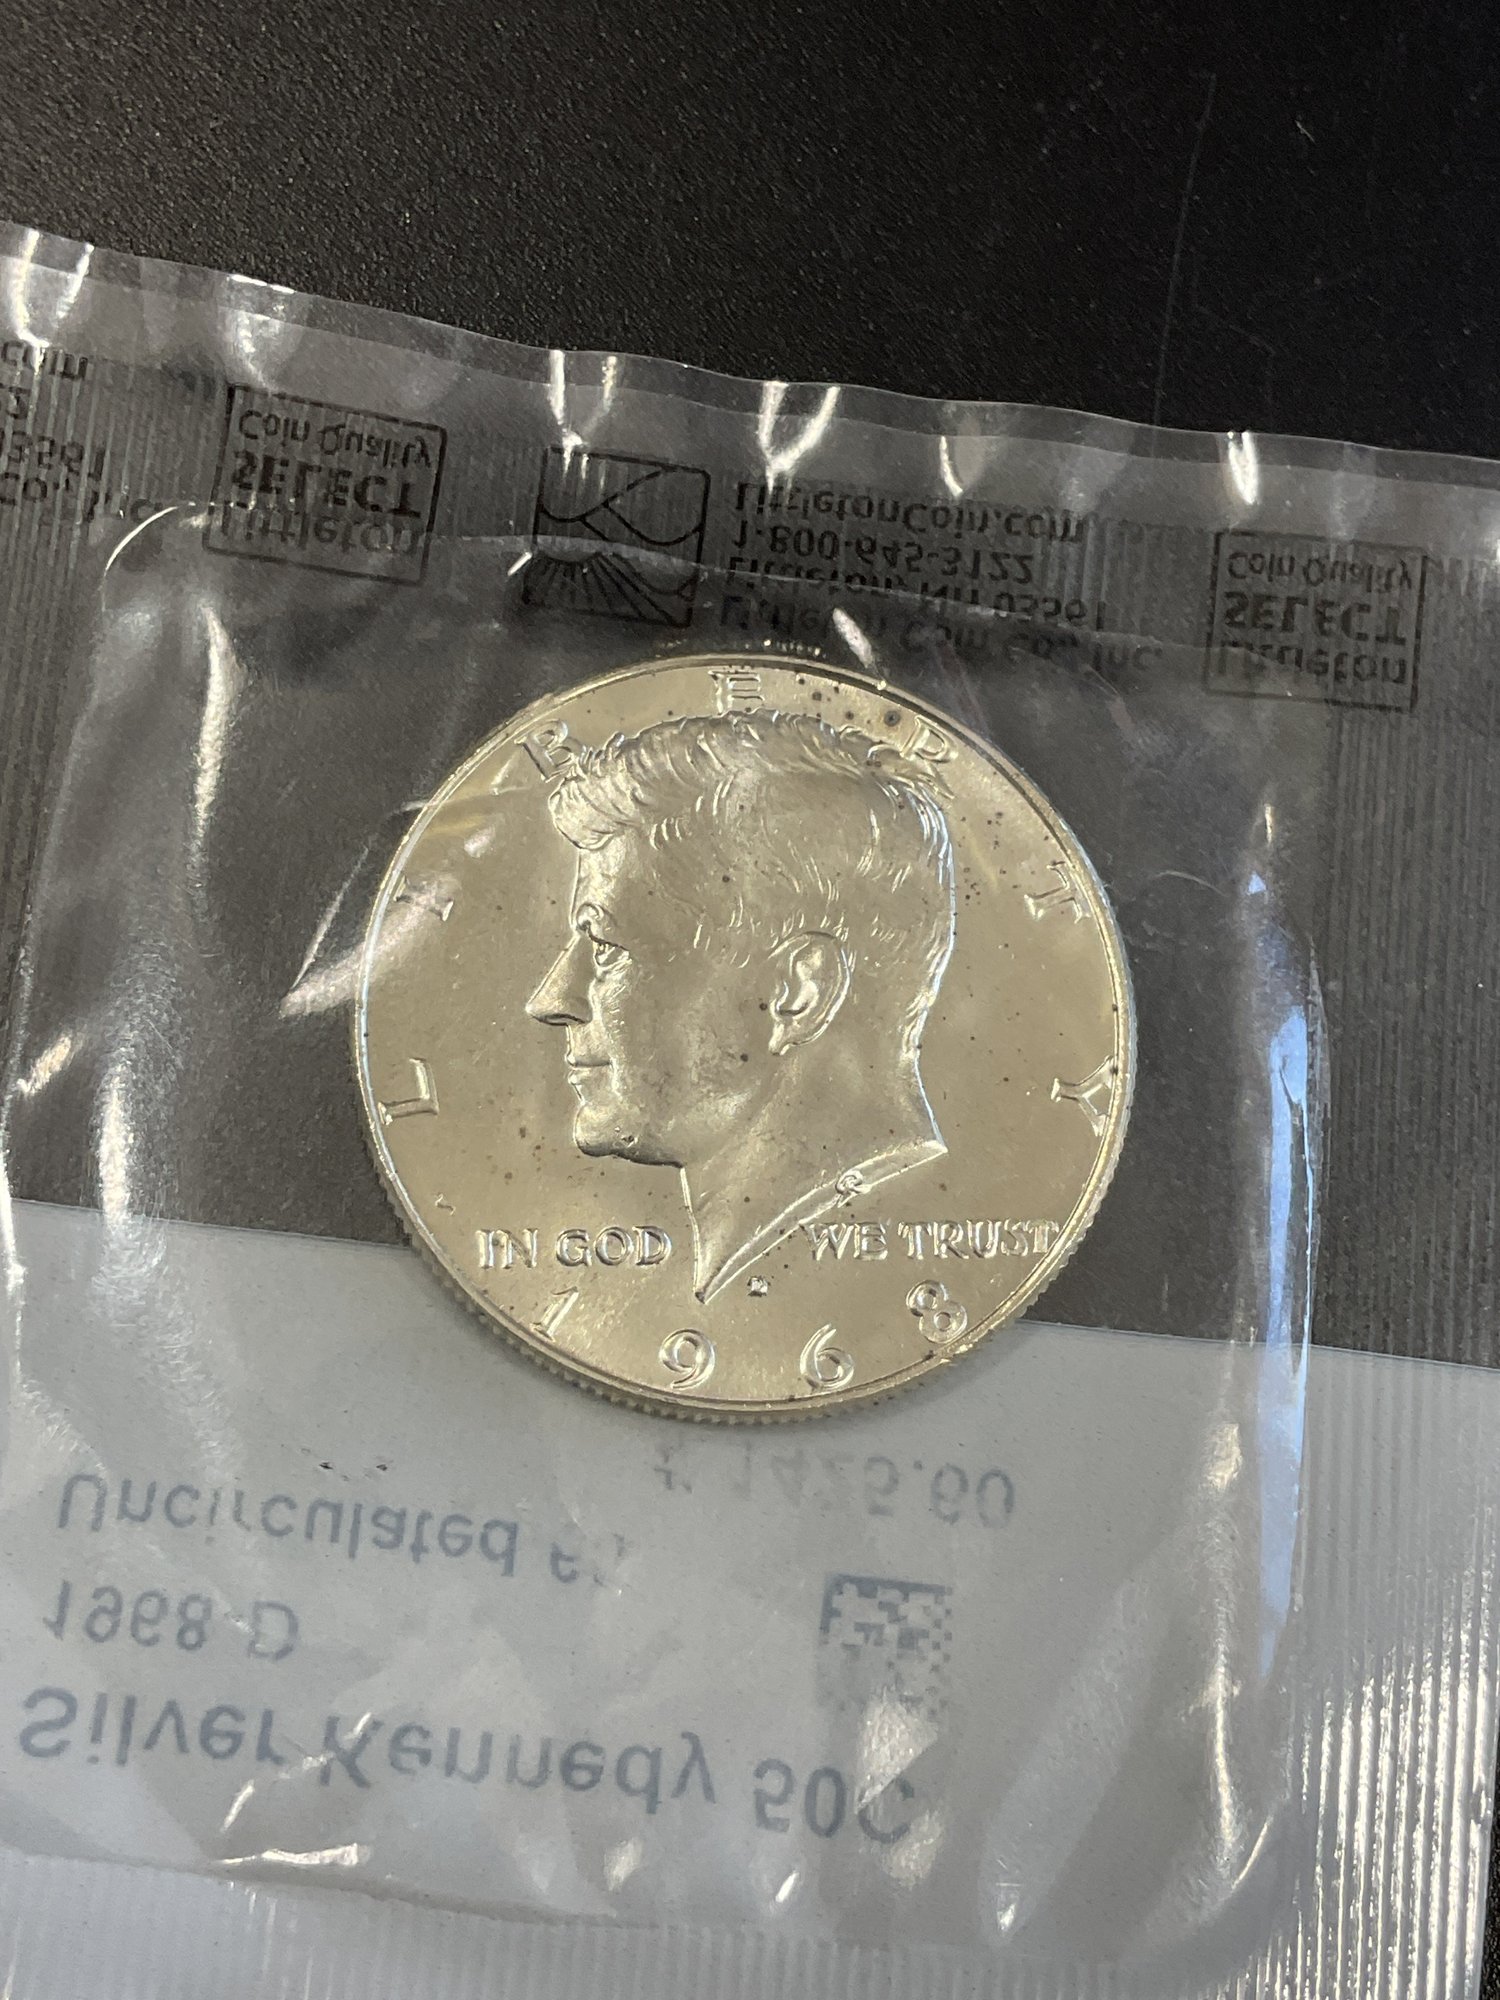 Coin Quality
SELECT
Littleton
LittletonCoin.com
1-800-645-3122
Littleton, NH 03561
Littleton Coin Co., Inc.
Coin Quality
SELECT
Littleton
LIBERTY
IN GOD WE TRUST
D
1968
Uncirculated
1968 D
Silver Kennedy 50C